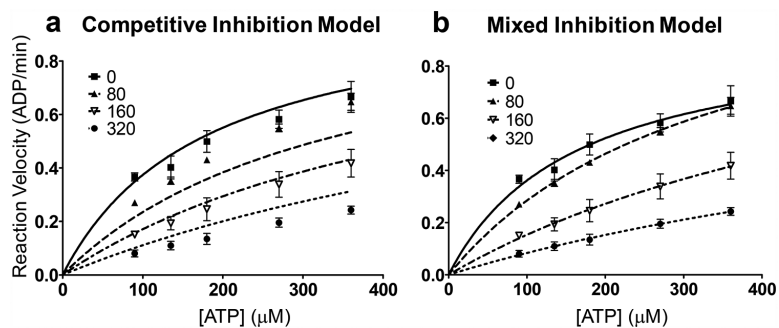 a Competitive Inhibition Model
Reaction Velocity (ADP/min)
0.8
0.6
0.4
0.2
0.0
0
80
160
320
0 100 200 300 400
[ATP] (μM)
b Mixed Inhibition Model
0.8
0.6
0.4
0.2
0.0
0
80
160
320
0 100 200 300 400
[ATP] (μM)